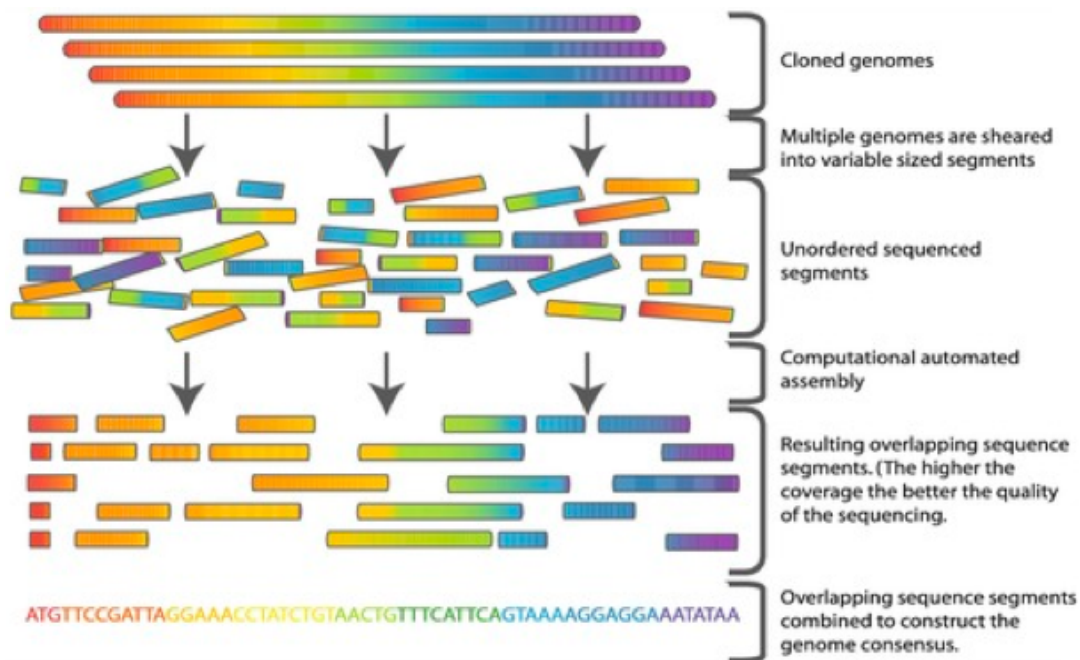 Cloned genomes
Multiple genomes are sheared
into variable sized segments
Unordered sequenced
segments
Computational automated
assembly
Resulting overlapping sequence
segments. (The higher the
coverage the better the quality
of the sequencing.
ATGTTCCGATTAGGAAACCTATCTGTAACTGTTTCATTCAGTAAAAGGAGGAAATATAA
Overlapping sequence segments
combined to construct the
genome consensus.